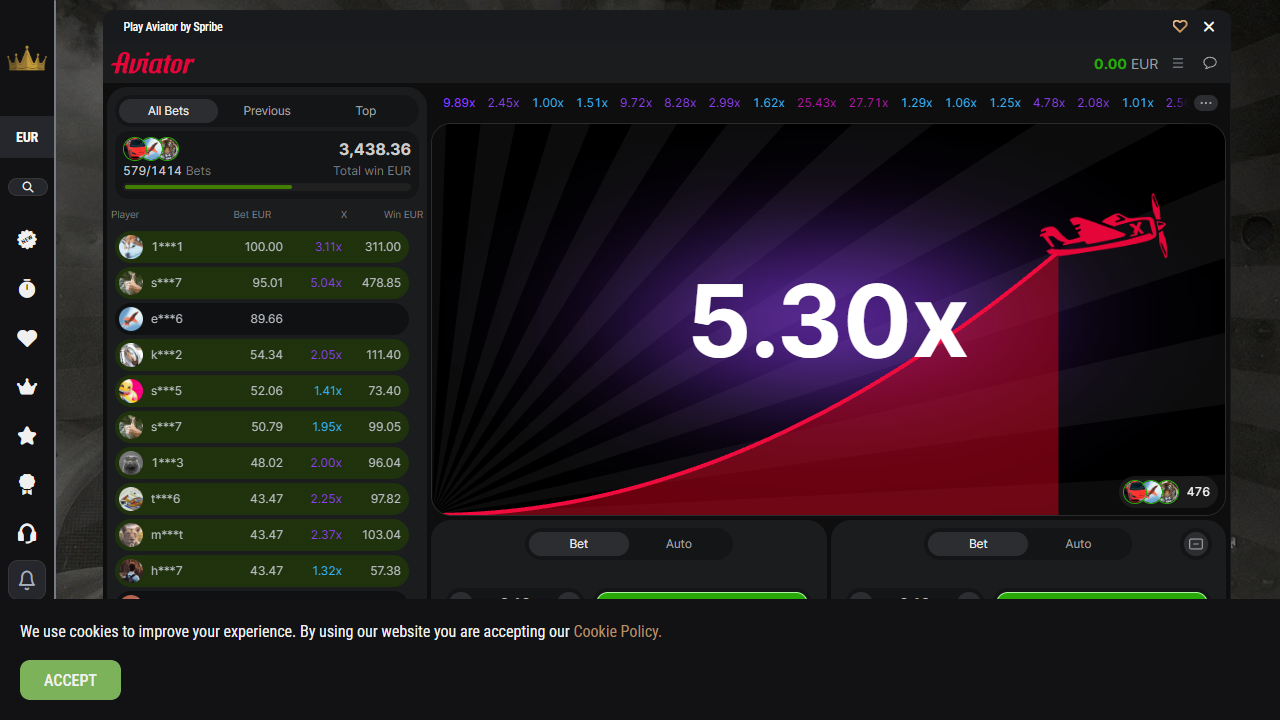 Play Aviator by Spribe
Aviator
0.00 EUR
EUR
NEW
All Bets Previous Top
9.89x 2.45x 1.00x 1.51x 9.72x 8.28x 2.99x 1.62x 25.43x 27.71x 1.29x 1.06x 1.25x 4.78x 2.08x 1.01x
3,438.36
579/1414 Bets Total win EUR
Player Bet EUR X Win EUR
1***1 100.00 3.11x 311.00
s***7 95.01 5.04x 478.85
e***6 89.66
k***2 54.34 2.05x 111.40
s***5 52.06 1.41x 73.40
s***7 50.79 1.95x 99.05
1***3 48.02 2.00x 96.04
t***6 43.47 2.25x 97.82
m***t 43.47 2.37x 103.04
h***7 43.47 1.32x 57.38
5.30x
476
Bet Auto
Bet Auto
We use cookies to improve your experience. By using our website you are accepting our Cookie Policy.
ACCEPT